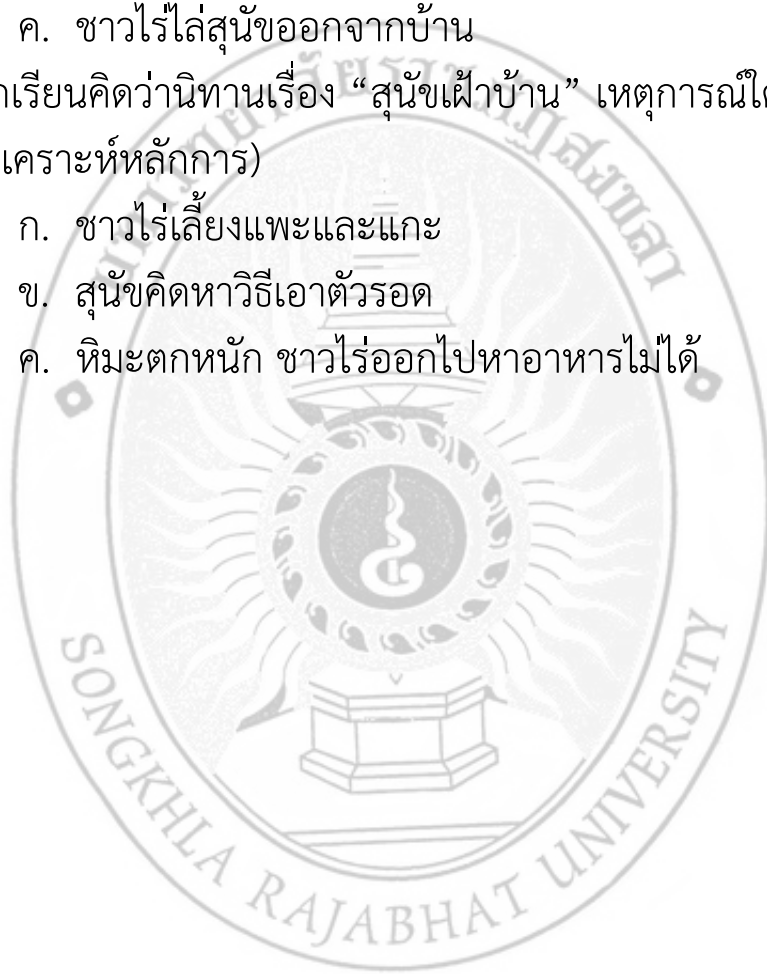 ค. ชาวไร่ไล่สุนัขออกจากบ้าน
เรียนคิดว่านิทานเรื่อง “สุนัขเฝ้าบ้าน” เหตุการณ์ใด
เคราะห์หลักการ)
ก. ชาวไร่เลี้ยงแพะและแกะ
ข. สุนัขคิดหาวิธีเอาตัวรอด
ค. หิมะตกหนัก ชาวไร่ออกไปหาอาหารไม่ได้
SONGKHLA RAJABHAT UNIVERSITY